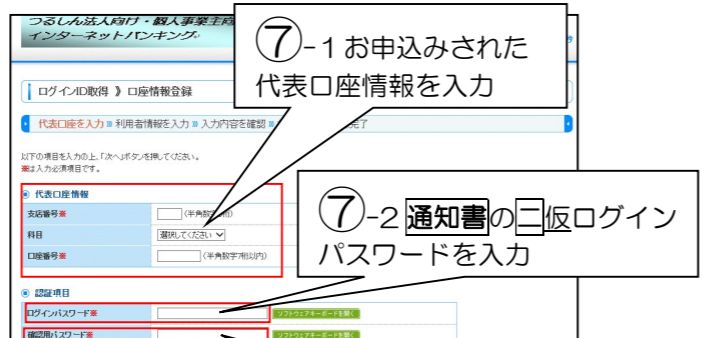 つるしん法人向け・個人事業主向
インターネットバンキング
⑦-1 お申込みされた
代表口座情報を入力
ログインID取得 》 口座情報登録
代表口座を入力 » 利用者情報を入力 » 入力内容を確認 » 完了
以下の項目を入力の上、「次へ」ボタンを押してください。
※は入力必須項目です。
代表口座情報
支店番号※ (半角数字3桁)
科目 選択してください
口座番号※ (半角数字7桁以内)
⑦-2 通知書の二仮ログイン
パスワードを入力
認証項目
ログインパスワード※ ソフトウェアキーボードを開く
確認用パスワード※ ソフトウェアキーボードを開く